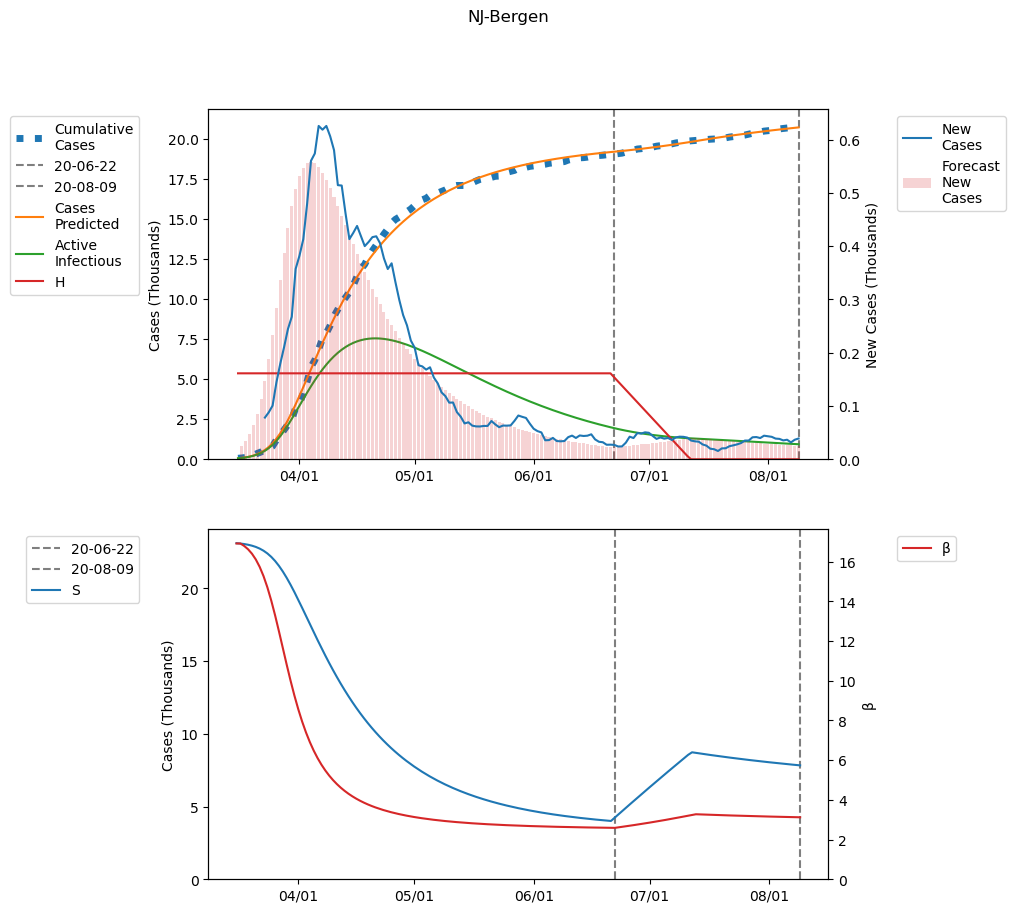 NJ-Bergen
Cumulative
Cases
20-06-22
20-08-09
Cases
Predicted
Active
Infectious
H
Cases (Thousands)
20.0
17.5
15.0
12.5
10.0
7.5
5.0
2.5
0.0
04/01
05/01
06/01
07/01
08/01
0.6
0.5
0.4
0.3
0.2
0.1
0.0
New Cases (Thousands)
New
Cases
Forecast
New
Cases
20-06-22
20-08-09
S
Cases (Thousands)
20
15
10
5
0
04/01
05/01
06/01
07/01
08/01
16
14
12
10
8
6
4
2
0
β
β